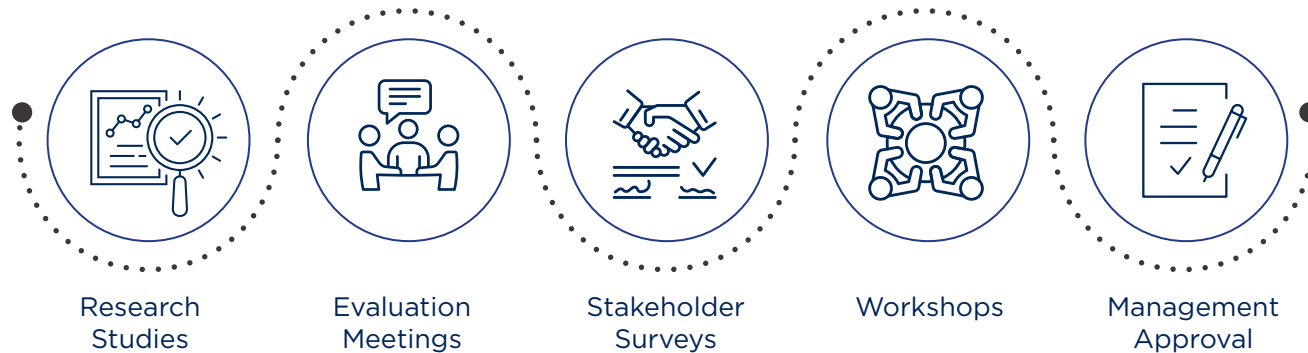 Research
Studies
Evaluation
Meetings
Stakeholder
Surveys
Workshops
Management
Approval